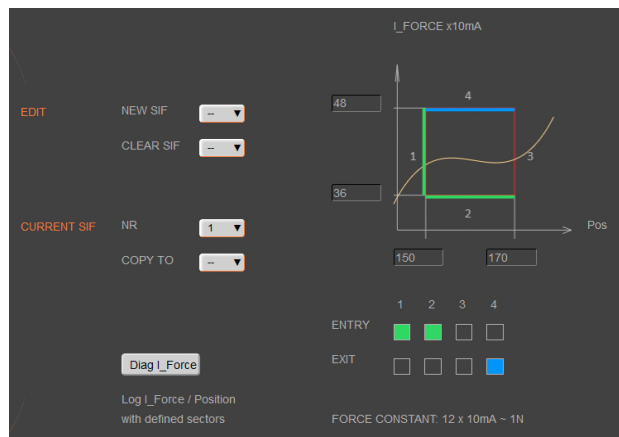 I_FORCE x10mA
48
4
EDIT
NEW SIF
-- ▼
CLEAR SIF
-- ▼
1
3
36
2
CURRENT SIF
NR
1 ▼
Pos
COPY TO
-- ▼
150
170
1 2 3 4
ENTRY
EXIT
Diag I_Force
Log I_Force / Position
with defined sectors
FORCE CONSTANT: 12 x 10mA ~ 1N